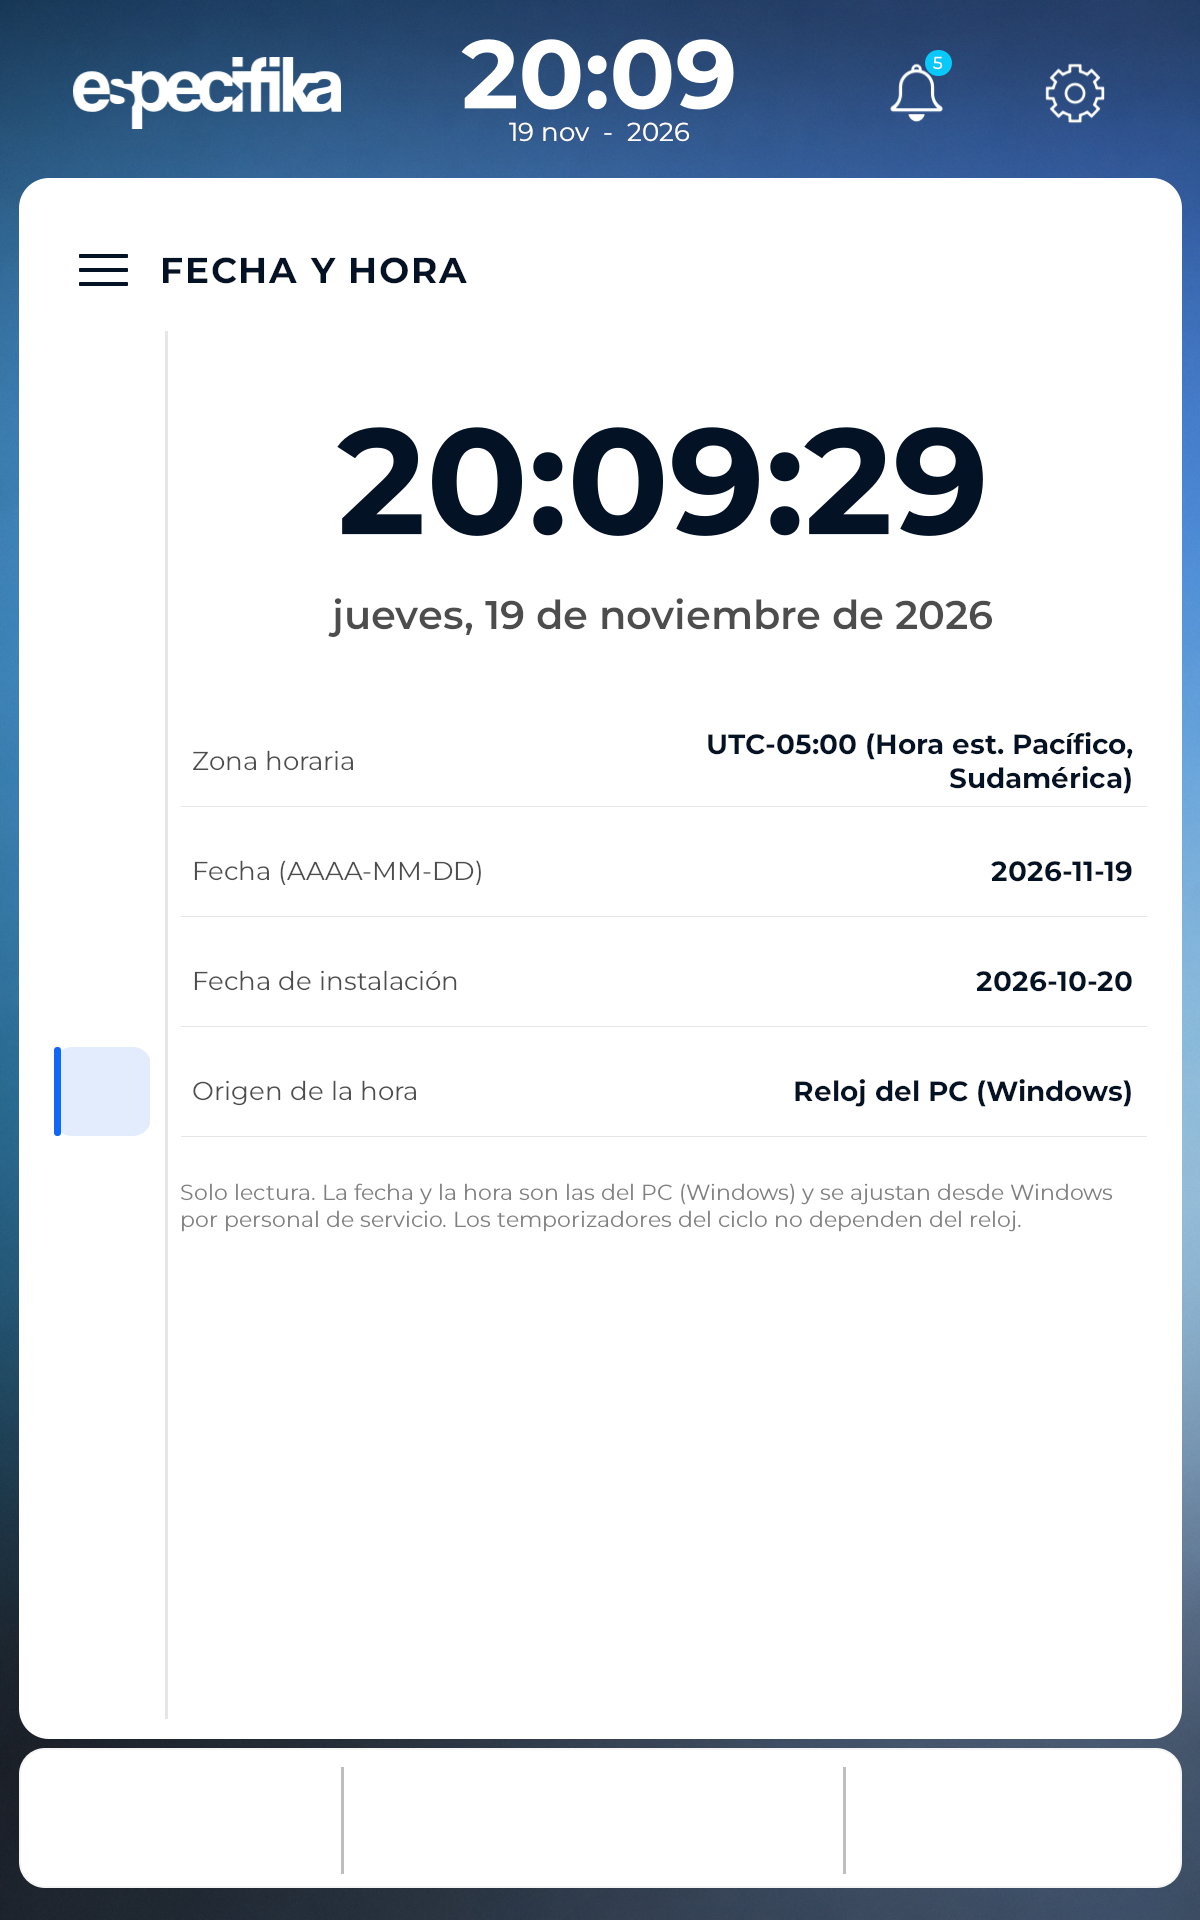 especifika
20:09
19 nov - 2026
5
FECHA Y HORA
20:09:29
jueves, 19 de noviembre de 2026
Zona horaria
UTC-05:00 (Hora est. Pacífico,
Sudamérica)
Fecha (AAAA-MM-DD)
2026-11-19
Fecha de instalación
2026-10-20
Origen de la hora
Reloj del PC (Windows)
Solo lectura. La fecha y la hora son las del PC (Windows) y se ajustan desde Windows
por personal de servicio. Los temporizadores del ciclo no dependen del reloj.